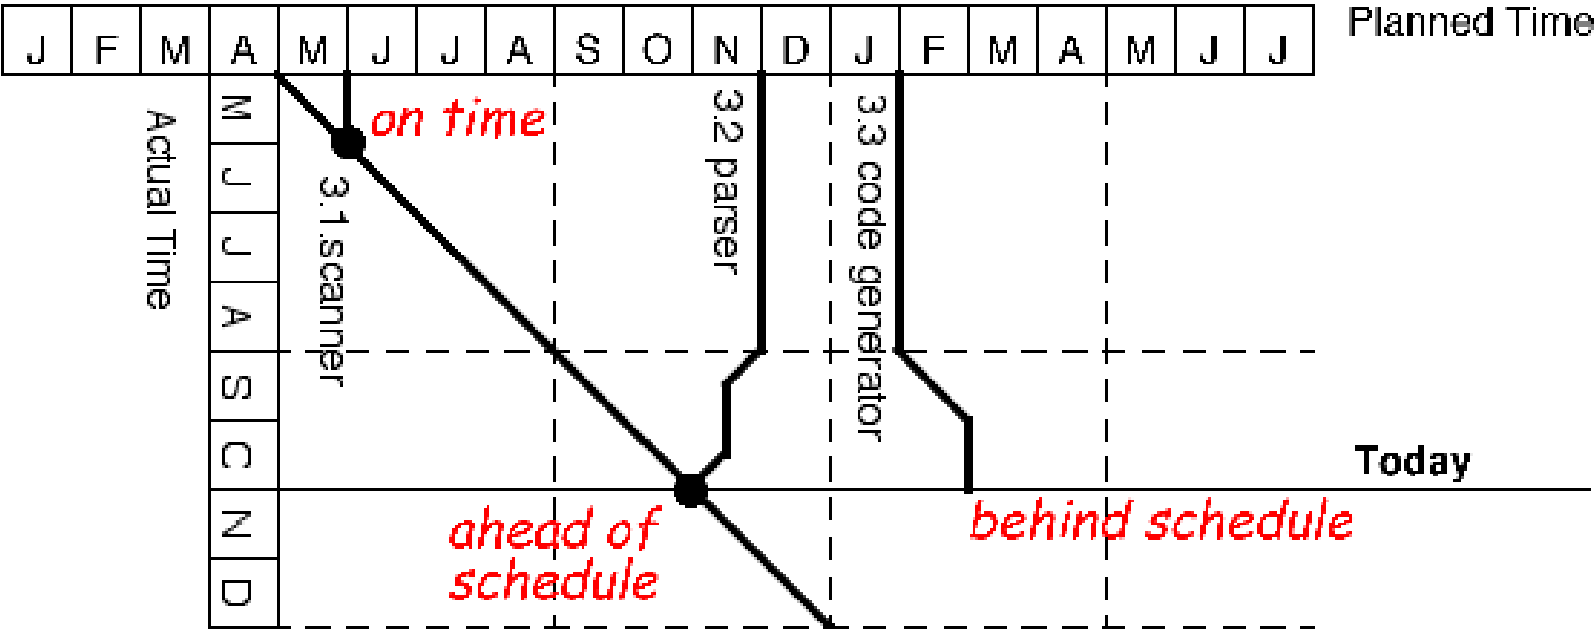 J F M A M J J A S O N D J F M A M J J
Planned Time
Actual Time
M
J
J
A
S
C
N
D
on time
3.1.scanner
3.2 parser
3.3 code generator
Today
ahead of
schedule
behind schedule